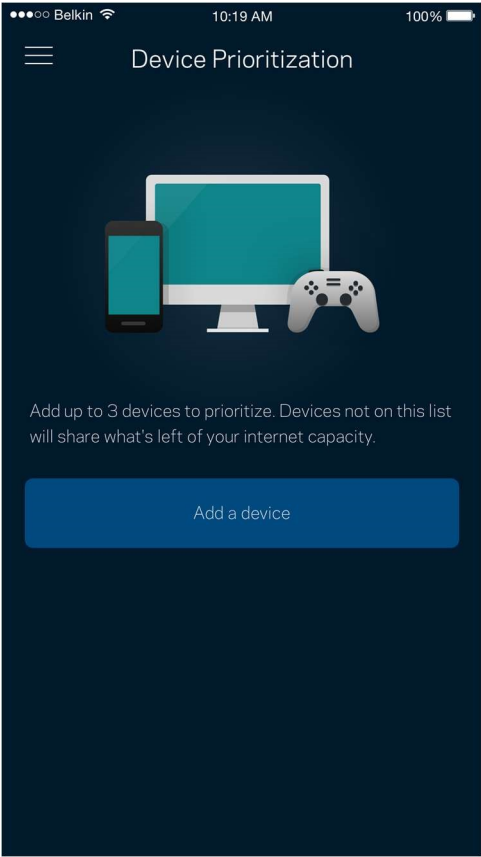 Belkin 10:19 AM 100%
Device Prioritization
Add up to 3 devices to prioritize. Devices not on this list
will share what's left of your internet capacity.
Add a device